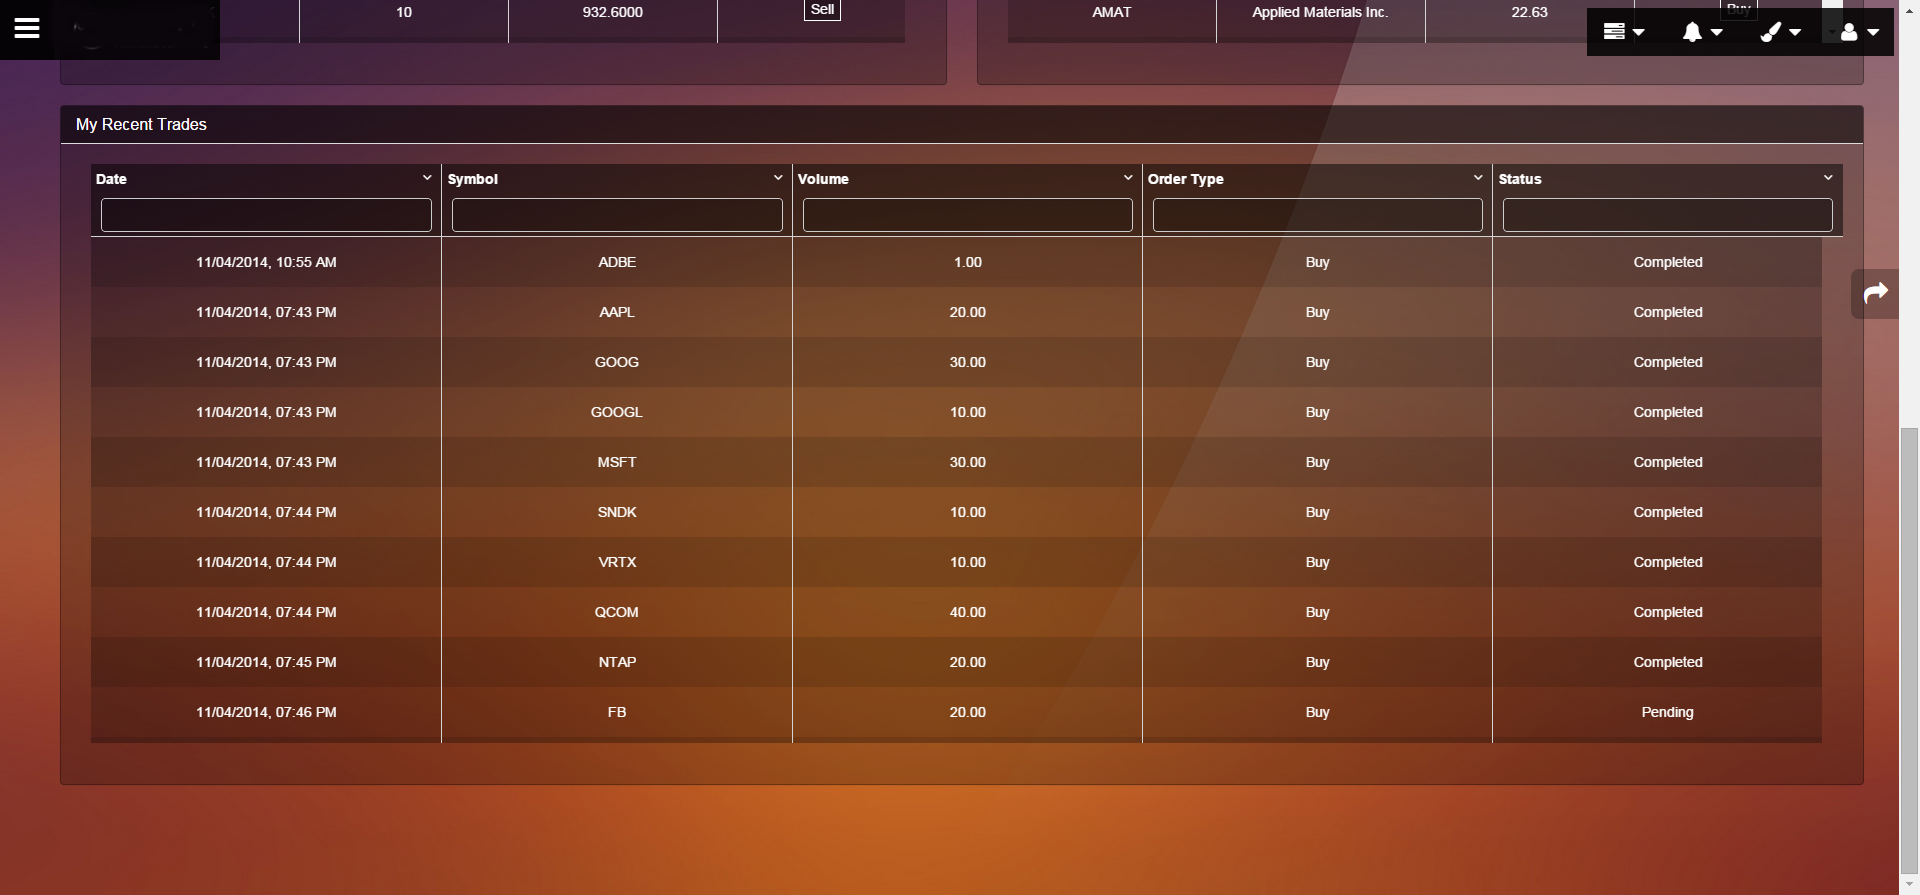 10 932.6000 Sell AMAT Applied Materials Inc. 22.63 Buy
My Recent Trades
Date Symbol Volume Order Type Status
11/04/2014, 10:55 AM ADBE 1.00 Buy Completed
11/04/2014, 07:43 PM AAPL 20.00 Buy Completed
11/04/2014, 07:43 PM GOOG 30.00 Buy Completed
11/04/2014, 07:43 PM GOOGL 10.00 Buy Completed
11/04/2014, 07:43 PM MSFT 30.00 Buy Completed
11/04/2014, 07:44 PM SNDK 10.00 Buy Completed
11/04/2014, 07:44 PM VRTX 10.00 Buy Completed
11/04/2014, 07:44 PM QCOM 40.00 Buy Completed
11/04/2014, 07:45 PM NTAP 20.00 Buy Completed
11/04/2014, 07:46 PM FB 20.00 Buy Pending